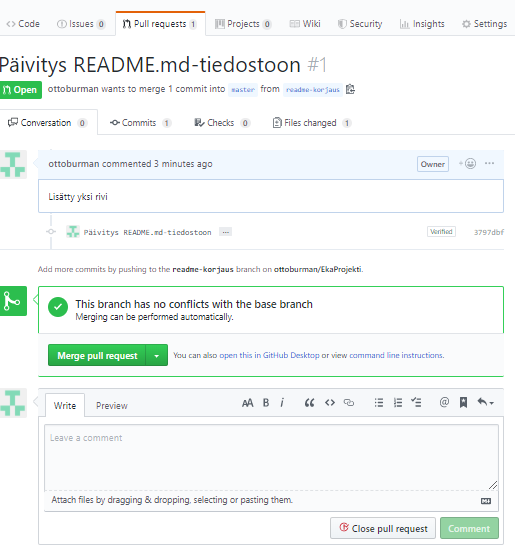 Code Issues 0 Pull requests 1 Projects 0 Wiki Security Insights Settings
Päivitys README.md-tiedostoon #1
Open ottoburman wants to merge 1 commit into master from readme-korjaus
Conversation 0 Commits 1 Checks 0 Files changed 1
ottoburman commented 3 minutes ago Owner
Lisätty yksi rivi
Päivitys README.md-tiedostoon ... Verified 3797dbf
Add more commits by pushing to the readme-korjaus branch on ottoburman/EkaProjekti.
This branch has no conflicts with the base branch
Merging can be performed automatically.
Merge pull request You can also open this in GitHub Desktop or view command line instructions.
Write Preview AA B i @
Leave a comment
Attach files by dragging & dropping, selecting or pasting them.
Close pull request Comment